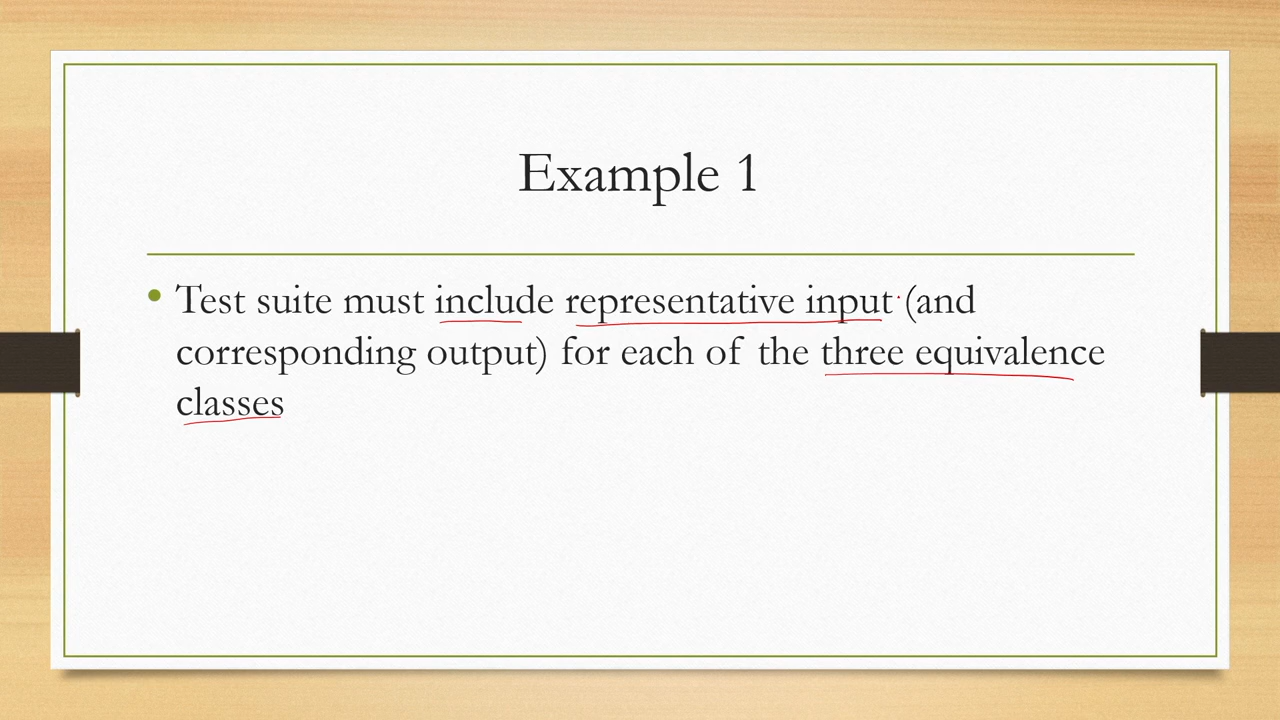 Example 1
• Test suite must include representative input (and
corresponding output) for each of the three equivalence
classes